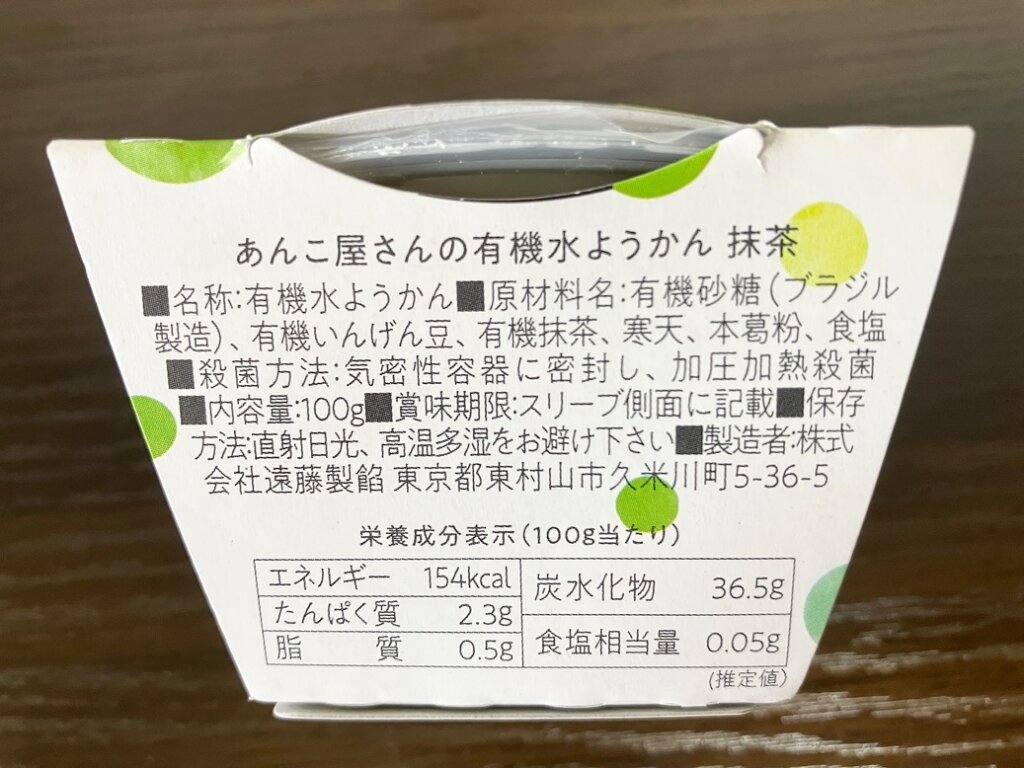 あんこ屋さんの有機水ようかん 抹茶
■名称:有機水ようかん■原材料名:有機砂糖(ブラジル
製造)、有機いんげん豆、有機抹茶、寒天、本葛粉、食塩
■殺菌方法:気密性容器に密封し、加圧加熱殺菌
■内容量:100g■賞味期限:スリーブ側面に記載■保存
方法:直射日光、高温多湿をお避け下さい■製造者:株式
会社遠藤製餡 東京都東村山市久米川町5-36-5
栄養成分表示(100g当たり)
エネルギー 154kcal
たんぱく質 2.3g
脂質 0.5g
炭水化物 36.5g
食塩相当量 0.05g
(推定値)